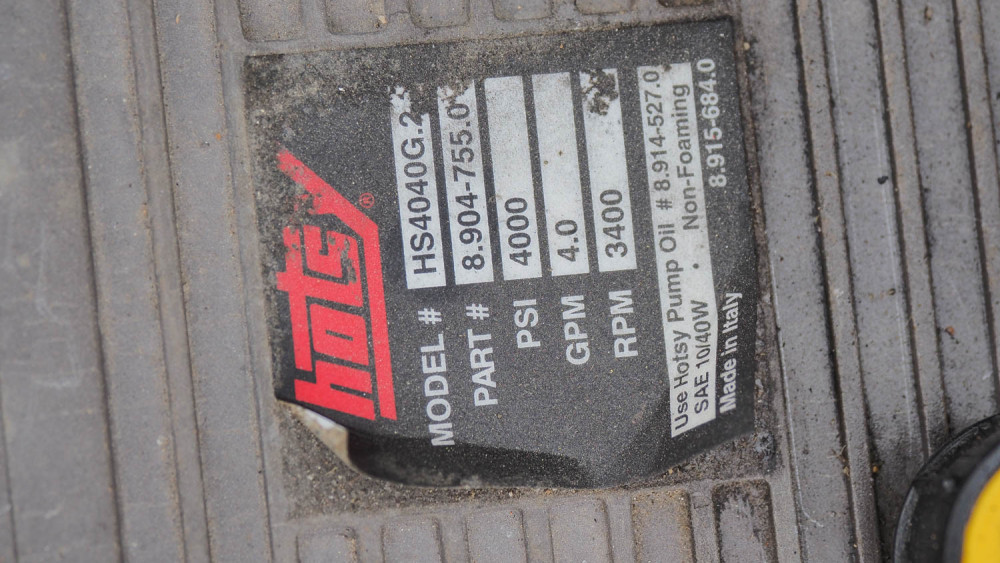 hotsy®
MODEL # HS4040G.2
PART # 8.904-755.0
PSI 4000
GPM 4.0
RPM 3400
Use Hotsy Pump Oil # 8.914-527.0
SAE 10/40W • Non-Foaming
Made in Italy 8.915-684.0